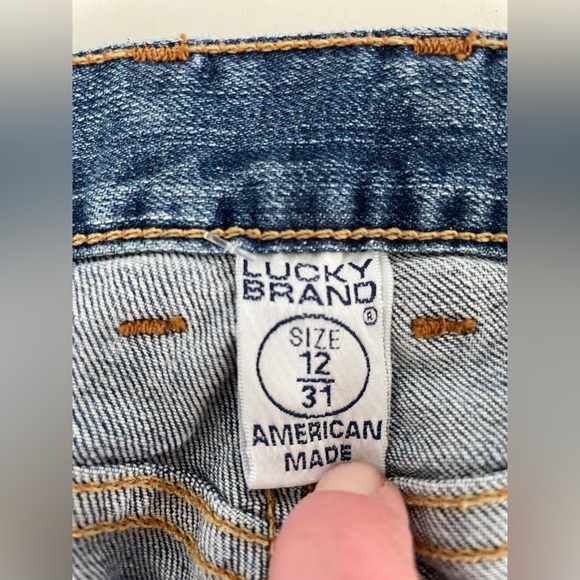 LUCKY
BRAND
®
SIZE
12
31
AMERICAN
MADE